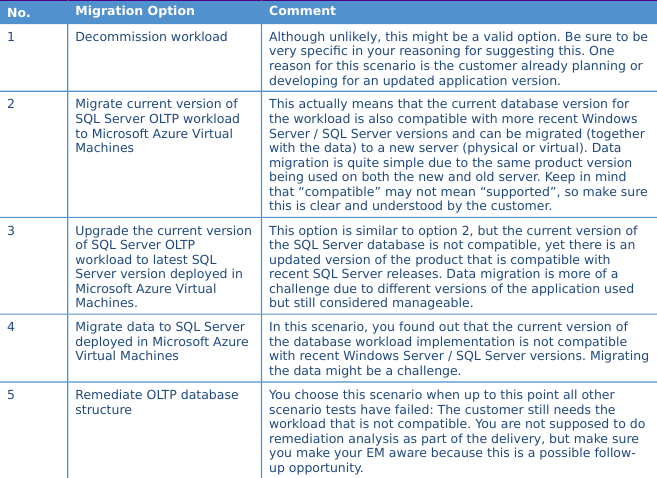 No. Migration Option Comment
1 Decommission workload Although unlikely, this might be a valid option. Be sure to be
very specific in your reasoning for suggesting this. One
reason for this scenario is the customer already planning or
developing for an updated application version.
2 Migrate current version of This actually means that the current database version for
SQL Server OLTP workload the workload is also compatible with more recent Windows
to Microsoft Azure Virtual Server / SQL Server versions and can be migrated (together
Machines with the data) to a new server (physical or virtual). Data
migration is quite simple due to the same product version
being used on both the new and old server. Keep in mind
that “compatible” may not mean “supported”, so make sure
this is clear and understood by the customer.
3 Upgrade the current version This option is similar to option 2, but the current version of
of SQL Server OLTP the SQL Server database is not compatible, yet there is an
workload to latest SQL updated version of the product that is compatible with
Server version deployed in recent SQL Server releases. Data migration is more of a
Microsoft Azure Virtual challenge due to different versions of the application used
Machines. but still considered manageable.
4 Migrate data to SQL Server In this scenario, you found out that the current version of
deployed in Microsoft Azure the database workload implementation is not compatible
Virtual Machines with recent Windows Server / SQL Server versions. Migrating
the data might be a challenge.
5 Remediate OLTP database You choose this scenario when up to this point all other
structure scenario tests have failed: The customer still needs the
workload that is not compatible. You are not supposed to do
remediation analysis as part of the delivery, but make sure
you make your EM aware because this is a possible follow-
up opportunity.